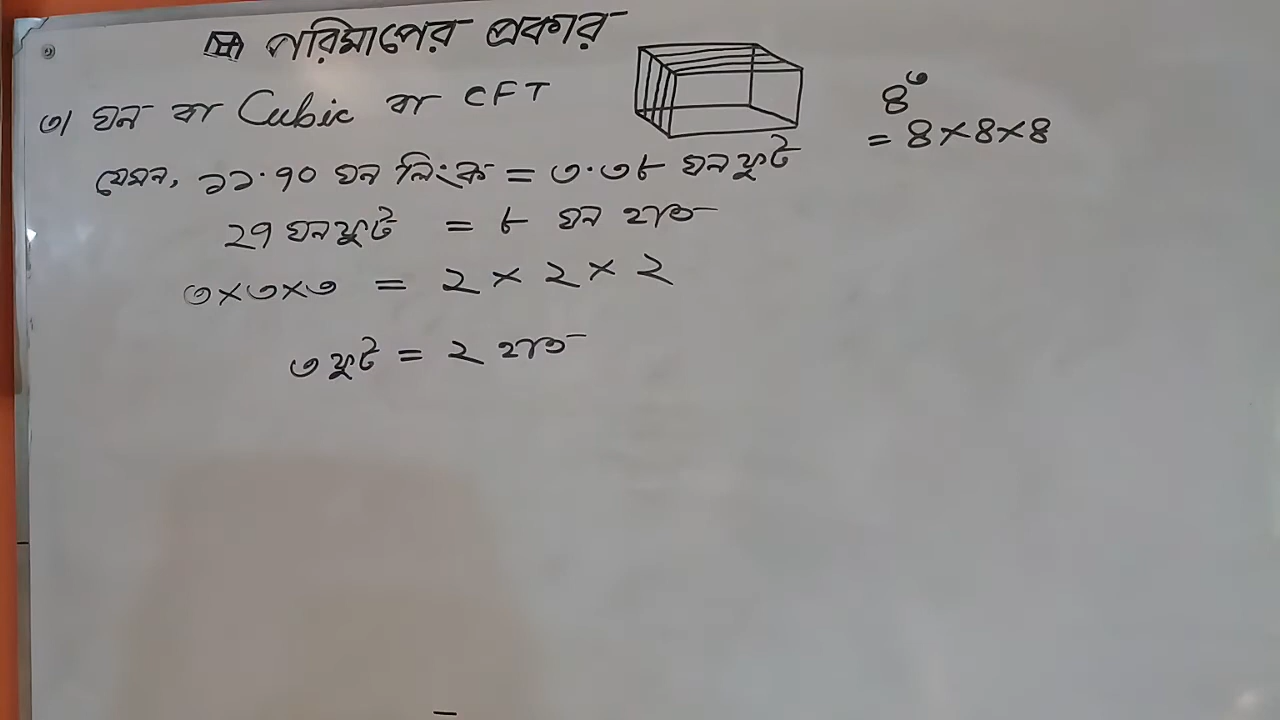 পরিমাপের প্রকার
৩। ঘন বা Cubic বা CFT
৪³
= ৪×৪×৪
যেমন, ১১.৭০ ঘন লিংক = ৩.৩৮ ঘনফুট
২৭ ঘনফুট = ৮ ঘন হাত
৩×৩×৩ = ২×২×২
৩ ফুট = ২ হাত